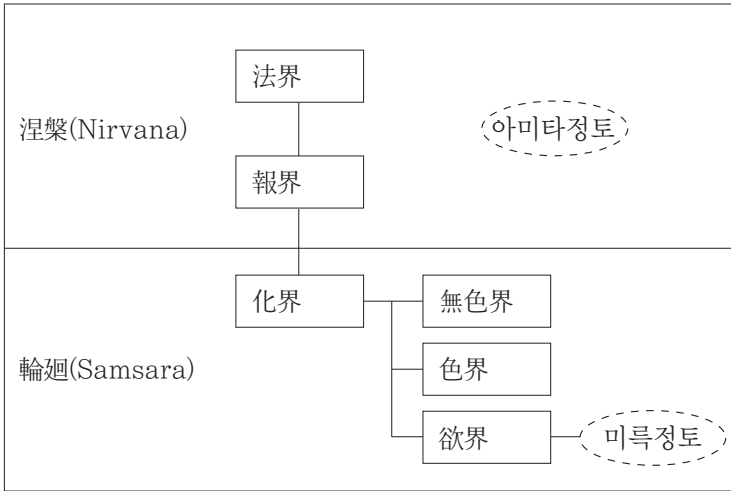 法界
涅槃(Nirvana)
아미타정토
報界
化界
無色界
輪廻(Samsara)
色界
欲界
미륵정토